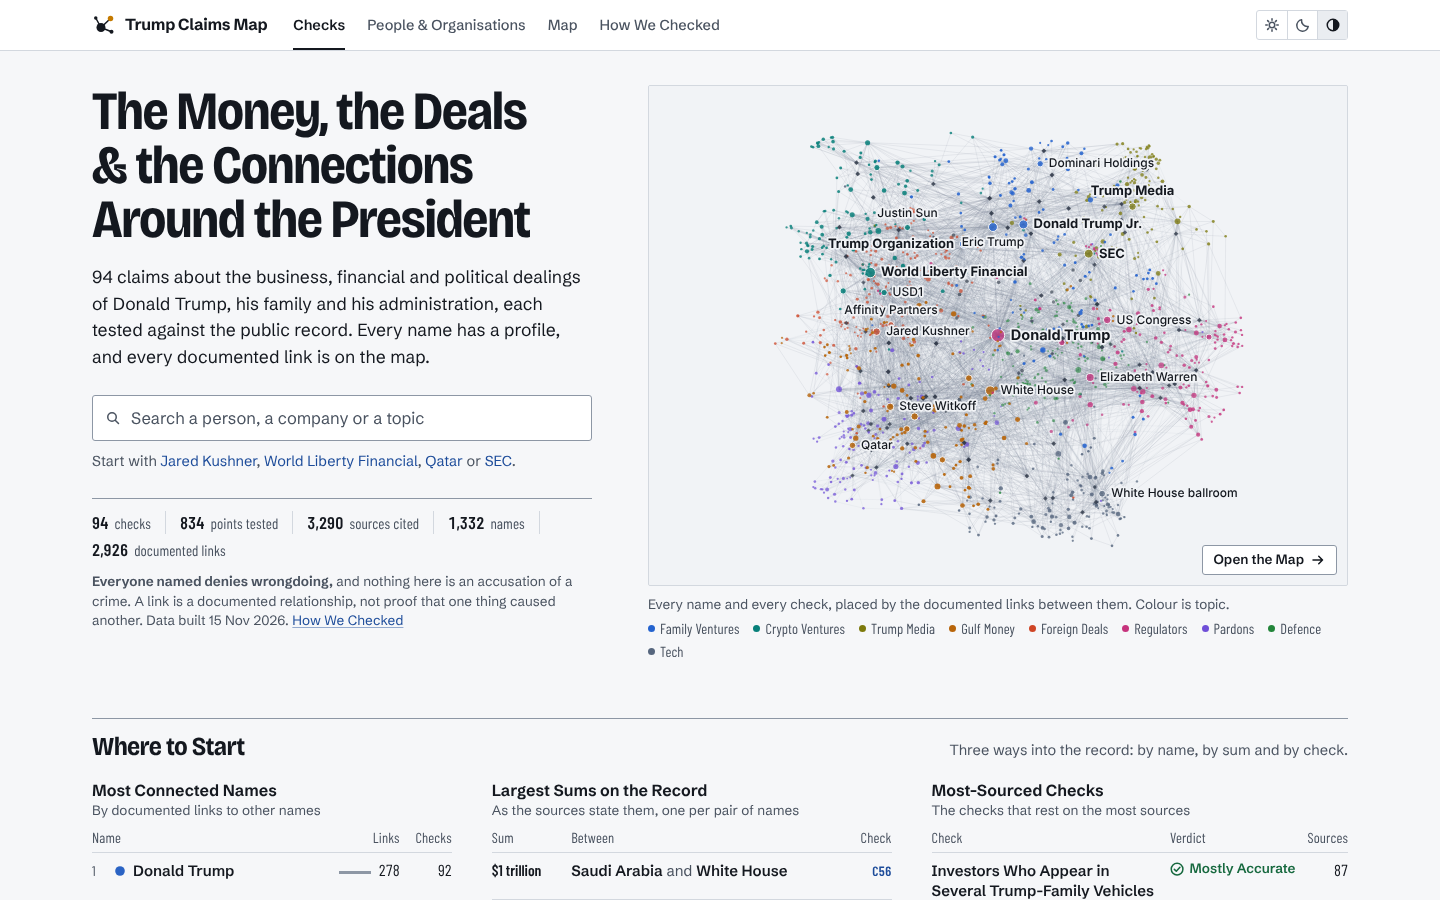 Trump Claims Map
Checks
People & Organisations
Map
How We Checked
The Money, the Deals
& the Connections
Around the President
94 claims about the business, financial and political dealings
of Donald Trump, his family and his administration, each
tested against the public record. Every name has a profile,
and every documented link is on the map.
Search a person, a company or a topic
Start with Jared Kushner, World Liberty Financial, Qatar or SEC.
94 checks
834 points tested
3,290 sources cited
1,332 names
2,926 documented links
Everyone named denies wrongdoing, and nothing here is an accusation of a
crime. A link is a documented relationship, not proof that one thing caused
another. Data built 15 Nov 2026. How We Checked
Dominari Holdings
Trump Media
Justin Sun
Donald Trump Jr.
Trump Organization
Eric Trump
SEC
World Liberty Financial
USD1
Affinity Partners
US Congress
Jared Kushner
Donald Trump
Elizabeth Warren
White House
Steve Witkoff
Qatar
White House ballroom
Open the Map
Every name and every check, placed by the documented links between them. Colour is topic.
Family Ventures
Crypto Ventures
Trump Media
Gulf Money
Foreign Deals
Regulators
Pardons
Defence
Tech
Where to Start
Three ways into the record: by name, by sum and by check.
Most Connected Names
By documented links to other names
Name Links Checks
1 Donald Trump 278 92
Largest Sums on the Record
As the sources state them, one per pair of names
Sum Between Check
$1 trillion Saudi Arabia and White House C56
Most-Sourced Checks
The checks that rest on the most sources
Check Verdict Sources
Investors Who Appear in Mostly Accurate 87
Several Trump-Family Vehicles